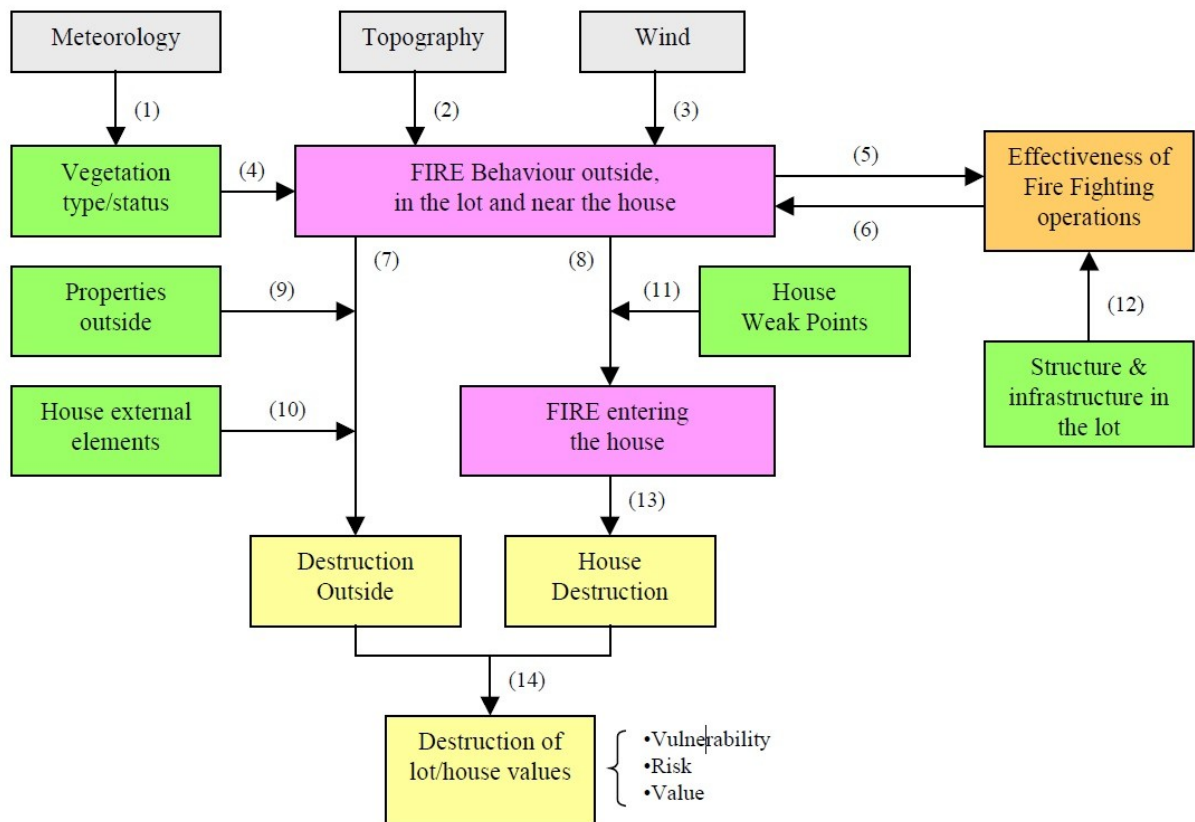 Meteorology
Topography
Wind
(1)
(2)
(3)
Vegetation
type/status
(4)
FIRE Behaviour outside,
in the lot and near the house
(5)
(6)
Effectiveness of
Fire Fighting
operations
(7)
(8)
Properties
outside
(9)
(11)
House
Weak Points
(12)
House external
elements
(10)
FIRE entering
the house
Structure &
infrastructure in
the lot
(13)
Destruction
Outside
House
Destruction
(14)
Destruction of
lot/house values
•Vulnerability
•Risk
•Value